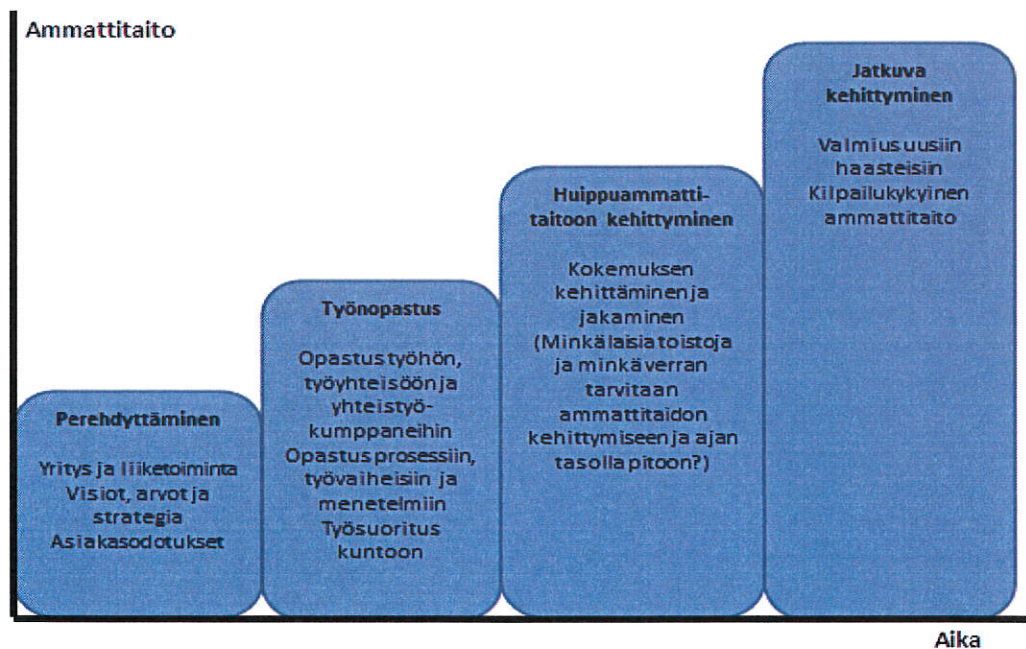 Ammattitaito
Perehdyttäminen
Yritys ja liiketoiminta
Visiot, arvot ja
strategia
Asiakasodotukset
Työnopastus
Opastus työhön,
työyhteisöön ja
yhteistyö-
kumppaneihin
Opastus prosessiin,
työvaiheisiin ja
menetelmiin
Työsuoritus
kuntoon
Huippuammatti-
taitoon kehittyminen
Kokemuksen
kehittäminen ja
jakaminen
(Minkälaisia toistoja
ja minkä verran
tarvitaan
ammattitaidon
kehittymiseen ja ajan
tasolla pitoon?)
Jatkuva
kehittyminen
Valmius uusiin
haasteisiin
Kilpailukykyinen
ammattitaito
Aika